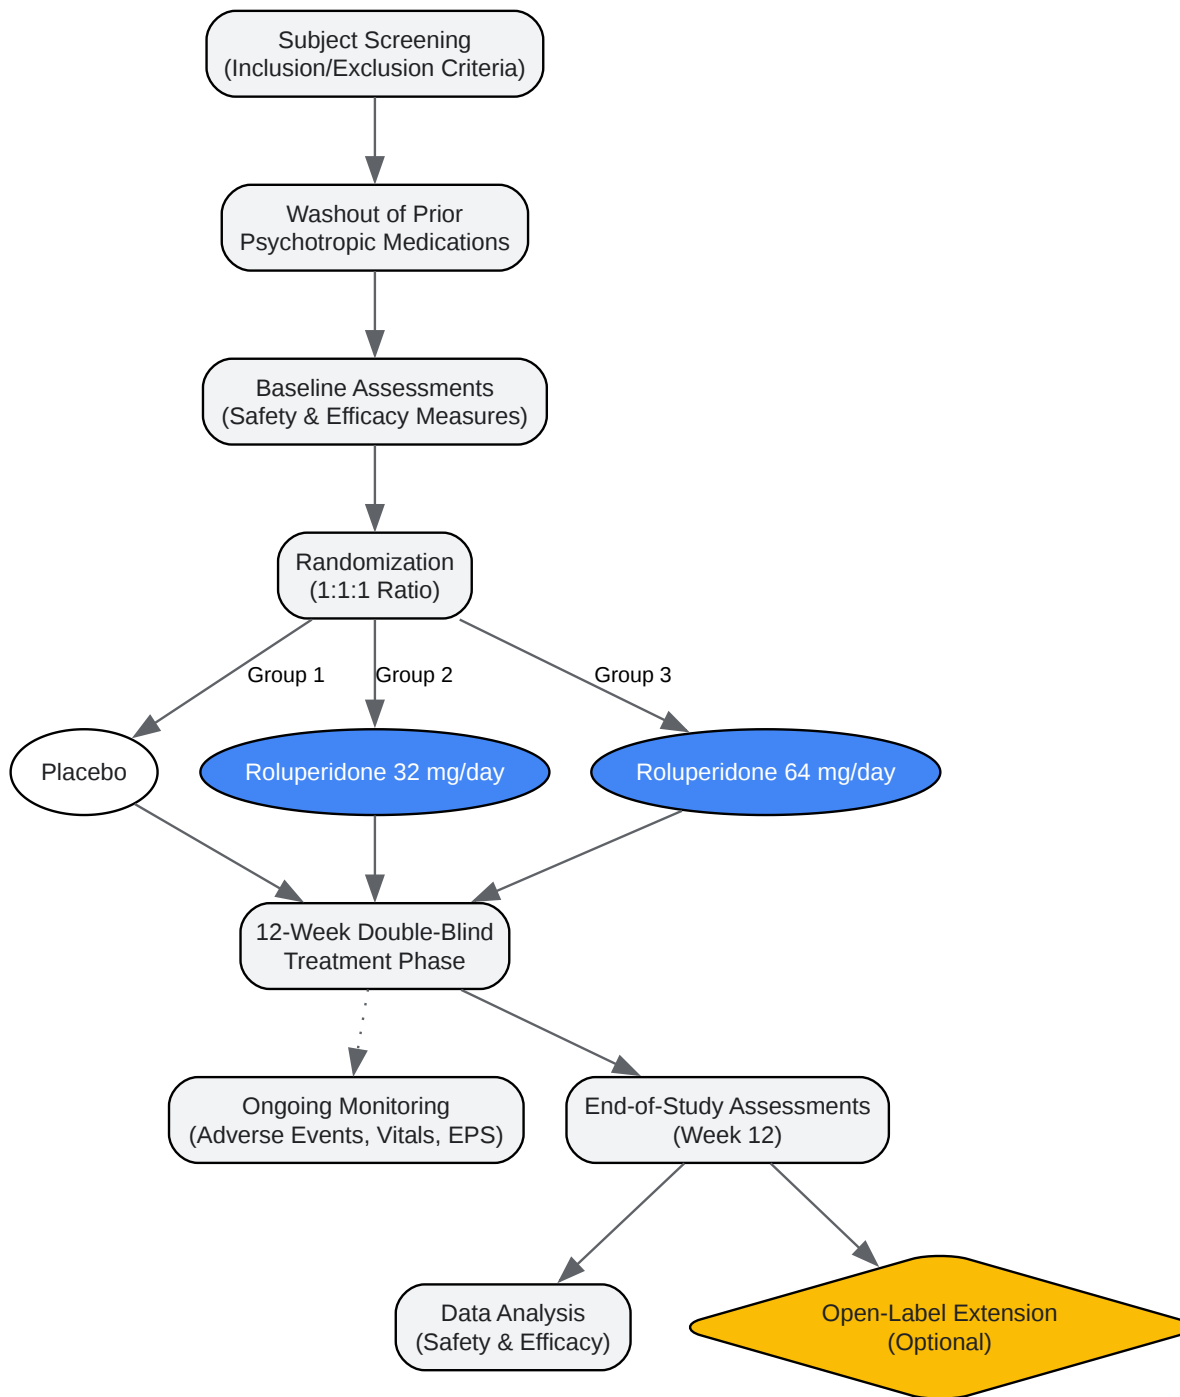 Subject Screening
(Inclusion/Exclusion Criteria)
Washout of Prior
Psychotropic Medications
Baseline Assessments
(Safety & Efficacy Measures)
Randomization
(1:1:1 Ratio)
Group 1
Group 2
Group 3
Placebo
Roluperidone 32 mg/day
Roluperidone 64 mg/day
12-Week Double-Blind
Treatment Phase
Ongoing Monitoring
(Adverse Events, Vitals, EPS)
End-of-Study Assessments
(Week 12)
Data Analysis
(Safety & Efficacy)
Open-Label Extension
(Optional)